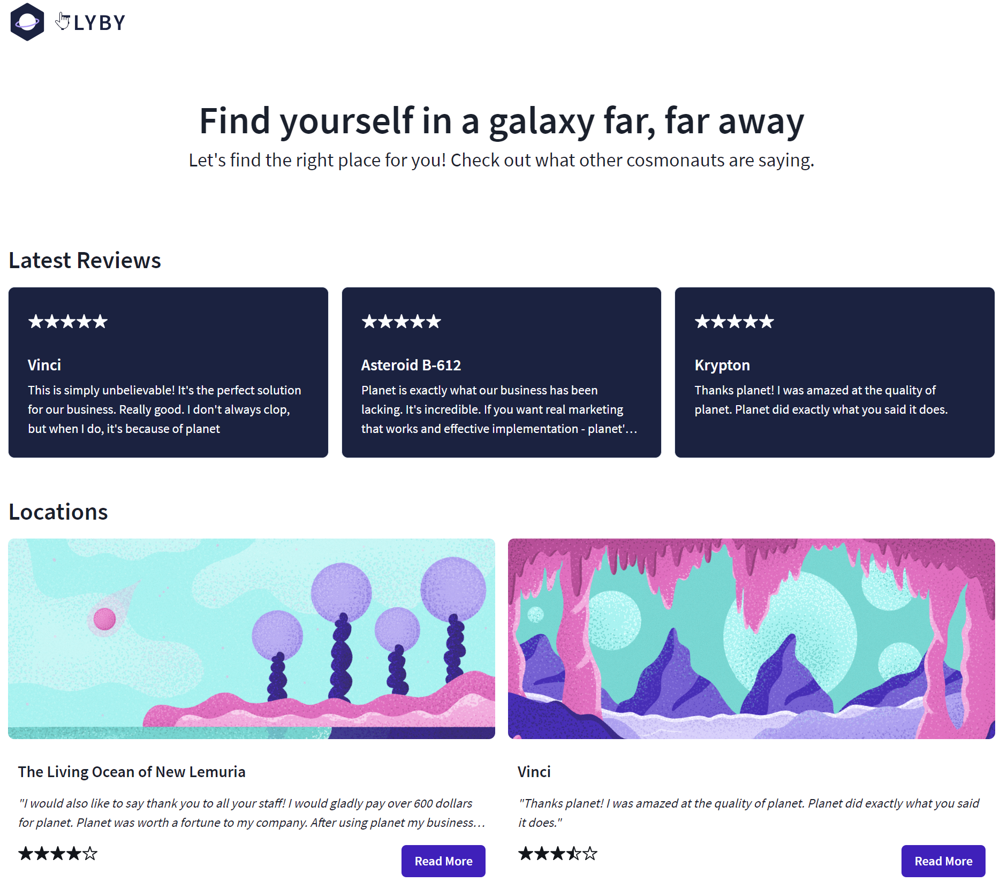 LYBY
Find yourself in a galaxy far, far away
Let's find the right place for you! Check out what other cosmonauts are saying.
Latest Reviews
Vinci
This is simply unbelievable! It's the perfect solution
for our business. Really good. I don't always clop,
but when I do, it's because of planet
Asteroid B-612
Planet is exactly what our business has been
lacking. It's incredible. If you want real marketing
that works and effective implementation - planet'...
Krypton
Thanks planet! I was amazed at the quality of
planet. Planet did exactly what you said it does.
Locations
The Living Ocean of New Lemuria
"I would also like to say thank you to all your staff! I would gladly pay over 600 dollars
for planet. Planet was worth a fortune to my company. After using planet my business...
Read More
Vinci
"Thanks planet! I was amazed at the quality of planet. Planet did exactly what you said
it does."
Read More